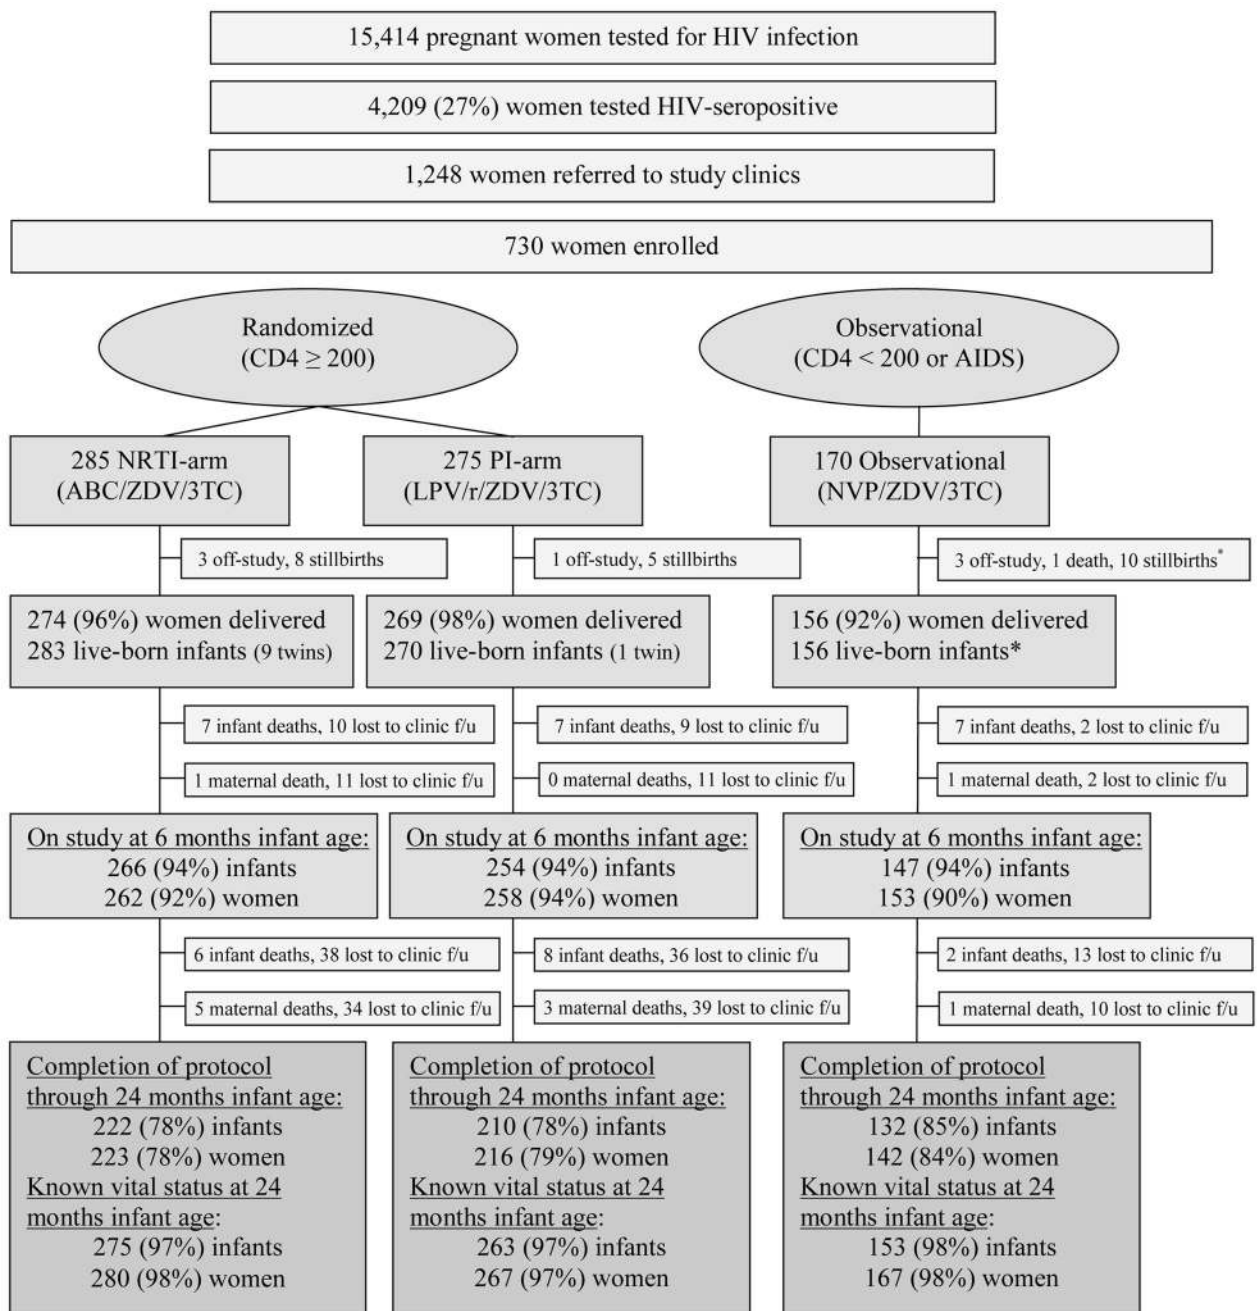 15,414 pregnant women tested for HIV infection
4,209 (27%) women tested HIV-seropositive
1,248 women referred to study clinics
730 women enrolled
Randomized
(CD4 ≥ 200)
Observational
(CD4 < 200 or AIDS)
285 NRTI-arm
(ABC/ZDV/3TC)
275 PI-arm
(LPV/r/ZDV/3TC)
170 Observational
(NVP/ZDV/3TC)
3 off-study, 8 stillbirths
1 off-study, 5 stillbirths
3 off-study, 1 death, 10 stillbirths*
274 (96%) women delivered
283 live-born infants (9 twins)
269 (98%) women delivered
270 live-born infants (1 twin)
156 (92%) women delivered
156 live-born infants*
7 infant deaths, 10 lost to clinic f/u
7 infant deaths, 9 lost to clinic f/u
7 infant deaths, 2 lost to clinic f/u
1 maternal death, 11 lost to clinic f/u
0 maternal deaths, 11 lost to clinic f/u
1 maternal death, 2 lost to clinic f/u
On study at 6 months infant age:
266 (94%) infants
262 (92%) women
On study at 6 months infant age:
254 (94%) infants
258 (94%) women
On study at 6 months infant age:
147 (94%) infants
153 (90%) women
6 infant deaths, 38 lost to clinic f/u
8 infant deaths, 36 lost to clinic f/u
2 infant deaths, 13 lost to clinic f/u
5 maternal deaths, 34 lost to clinic f/u
3 maternal deaths, 39 lost to clinic f/u
1 maternal death, 10 lost to clinic f/u
Completion of protocol
through 24 months infant age:
222 (78%) infants
223 (78%) women
Known vital status at 24
months infant age:
275 (97%) infants
280 (98%) women
Completion of protocol
through 24 months infant age:
210 (78%) infants
216 (79%) women
Known vital status at 24
months infant age:
263 (97%) infants
267 (97%) women
Completion of protocol
through 24 months infant age:
132 (85%) infants
142 (84%) women
Known vital status at 24
months infant age:
153 (98%) infants
167 (98%) women